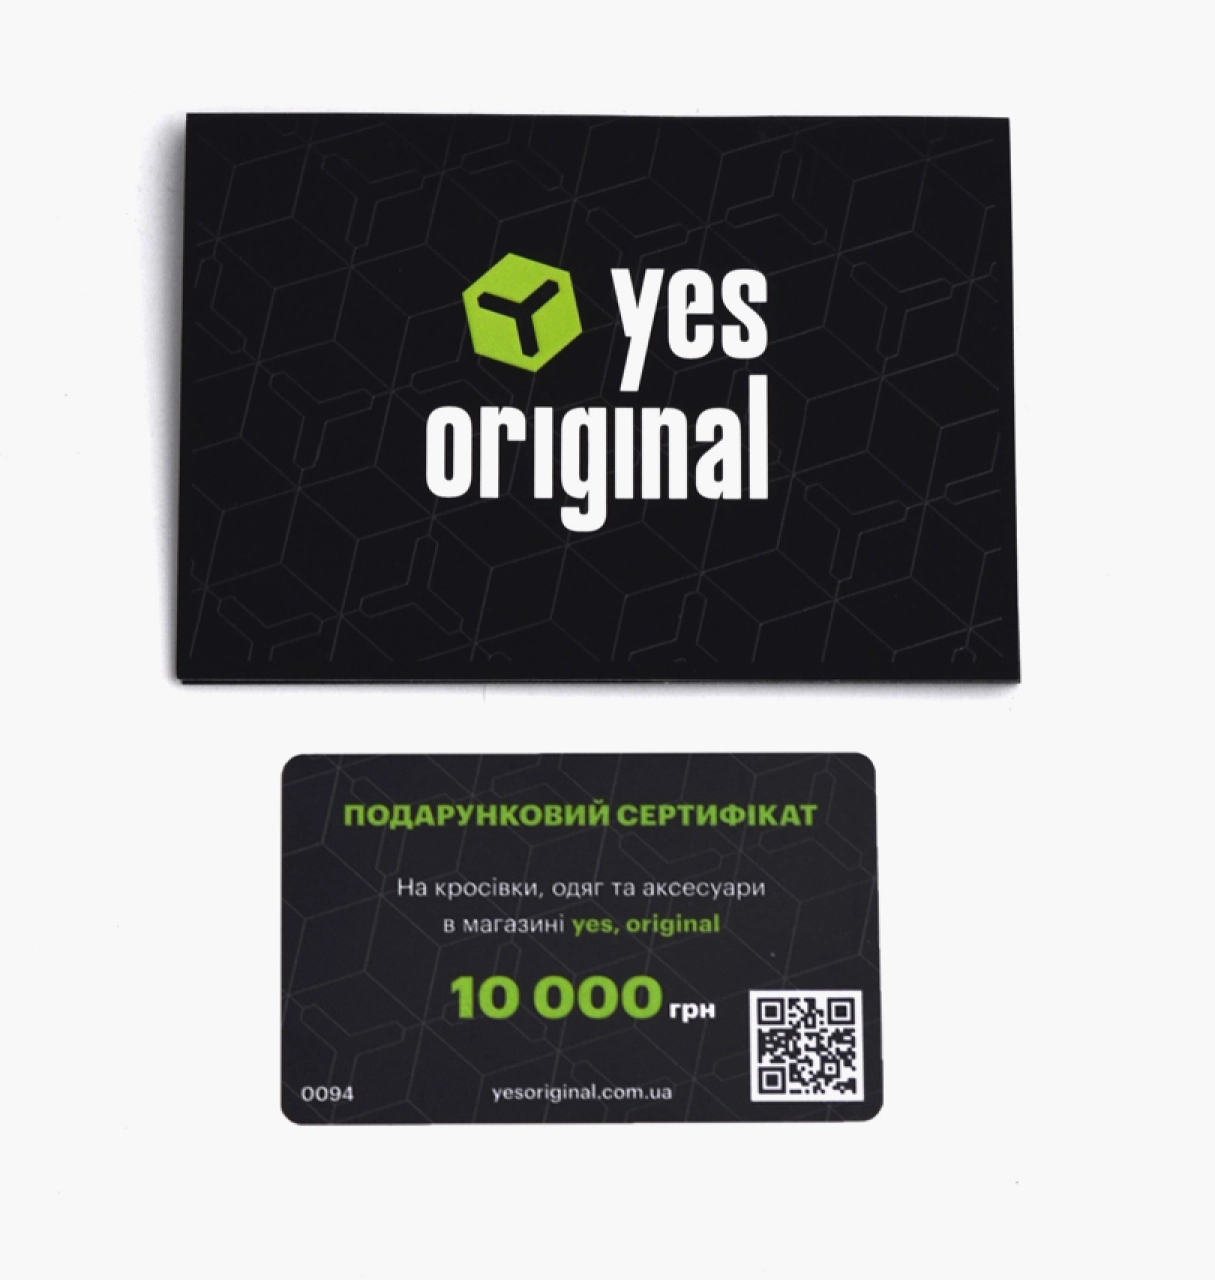 yes
original
ПОДАРУНКОВИЙ СЕРТИФІКАТ
На кросівки, одяг та аксесуари
в магазині yes, original
10 000 грн
0094
yesoriginal.com.ua